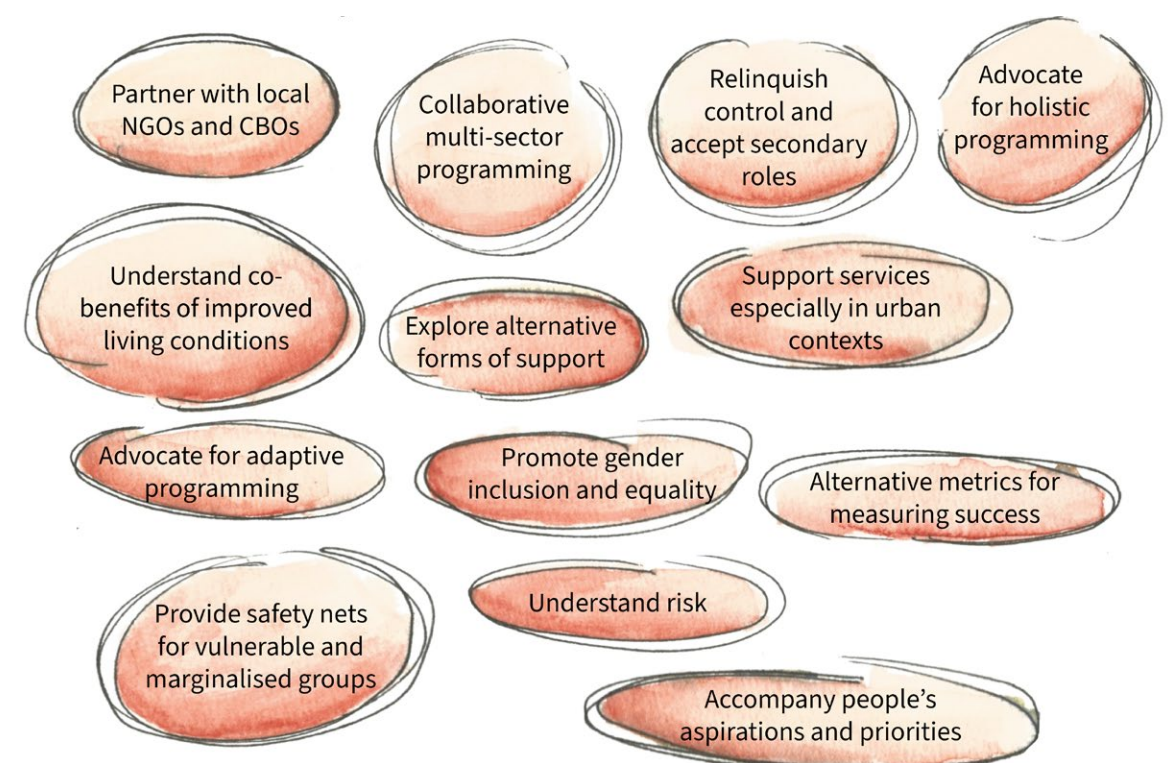 Partner with local
NGOs and CBOs
Collaborative
multi-sector
programming
Relinquish
control and
accept secondary
roles
Advocate
for holistic
programming
Understand co-
benefits of improved
living conditions
Explore alternative
forms of support
Support services
especially in urban
contexts
Advocate for adaptive
programming
Promote gender
inclusion and equality
Alternative metrics for
measuring success
Provide safety nets
for vulnerable and
marginalised groups
Understand risk
Accompany people’s
aspirations and priorities